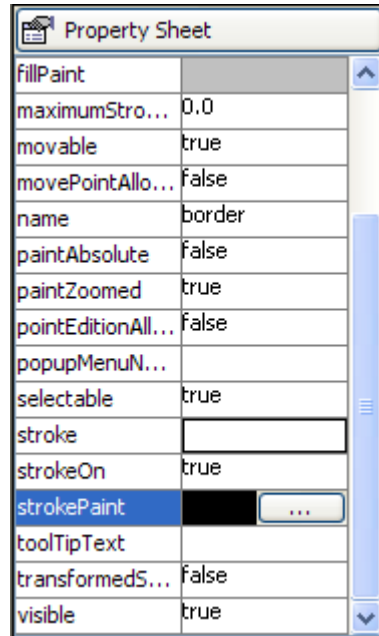 Property Sheet
fillPaint
maximumStro... 0.0
movable true
movePointAllo... false
name border
paintAbsolute false
paintZoomed true
pointEditionAll... false
popupMenuN...
selectable true
stroke
strokeOn true
strokePaint ...
toolTipText
transformedS... false
visible true